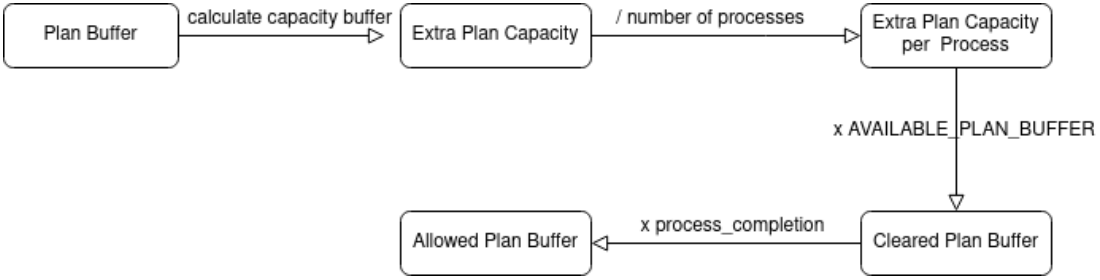 calculate capacity buffer
/ number of processes
Plan Buffer
Extra Plan Capacity
Extra Plan Capacity
per Process
x AVAILABLE_PLAN_BUFFER
x process_completion
Allowed Plan Buffer
Cleared Plan Buffer